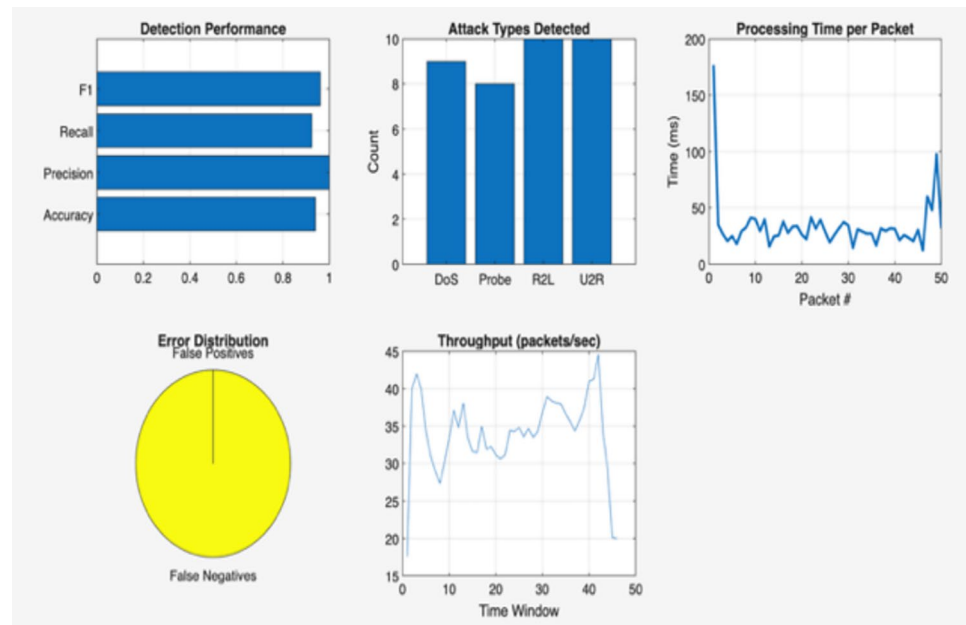 Detection Performance
F1
Recall
Precision
Accuracy
0 0.2 0.4 0.6 0.8 1
Attack Types Detected
Count
10
8
6
4
2
0
DoS Probe R2L U2R
Processing Time per Packet
Time (ms)
200
150
100
50
0
0 10 20 30 40 50
Packet #
Error Distribution
False Positives
False Negatives
Throughput (packets/sec)
45
40
35
30
25
20
15
0 10 20 30 40 50
Time Window